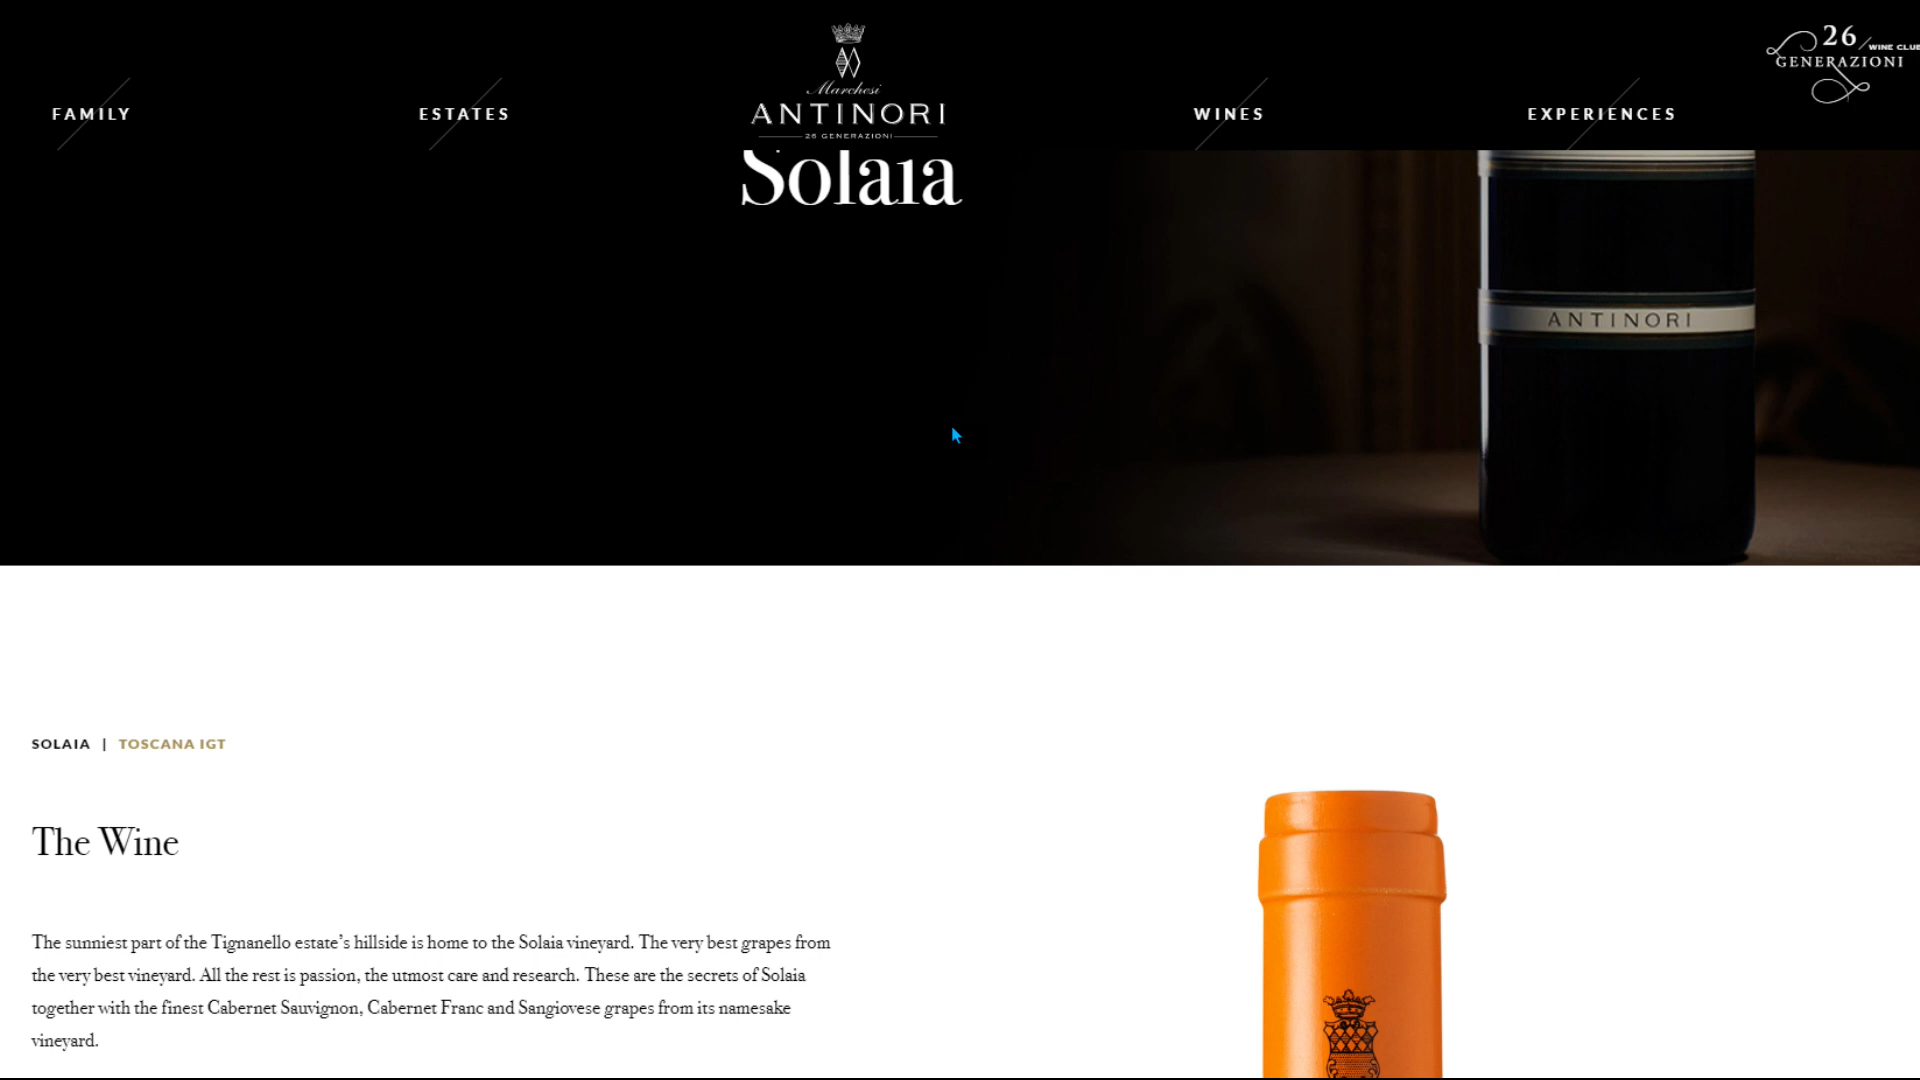 26
WINE CLUB
GENERAZIONI
FAMILY
ESTATES
Marchesi
ANTINORI
26 GENERAZIONI
WINES
EXPERIENCES
Solaia
ANTINORI
SOLAIA | TOSCANA IGT
The Wine
The sunniest part of the Tignanello estate’s hillside is home to the Solaia vineyard. The very best grapes from
the very best vineyard. All the rest is passion, the utmost care and research. These are the secrets of Solaia
together with the finest Cabernet Sauvignon, Cabernet Franc and Sangiovese grapes from its namesake
vineyard.